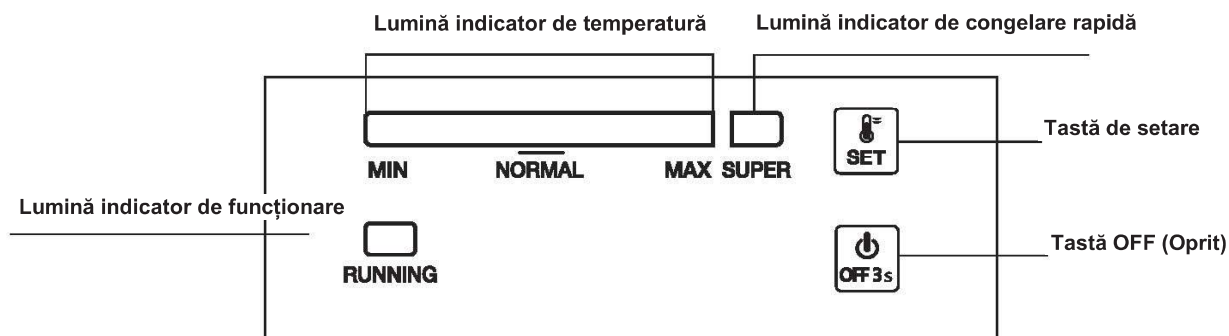 Lumină indicator de temperatură
Lumină indicator de congelare rapidă
MIN NORMAL MAX SUPER
SET
Tastă de setare
Lumină indicator de funcționare
RUNNING
OFF 3s
Tastă OFF (Oprit)